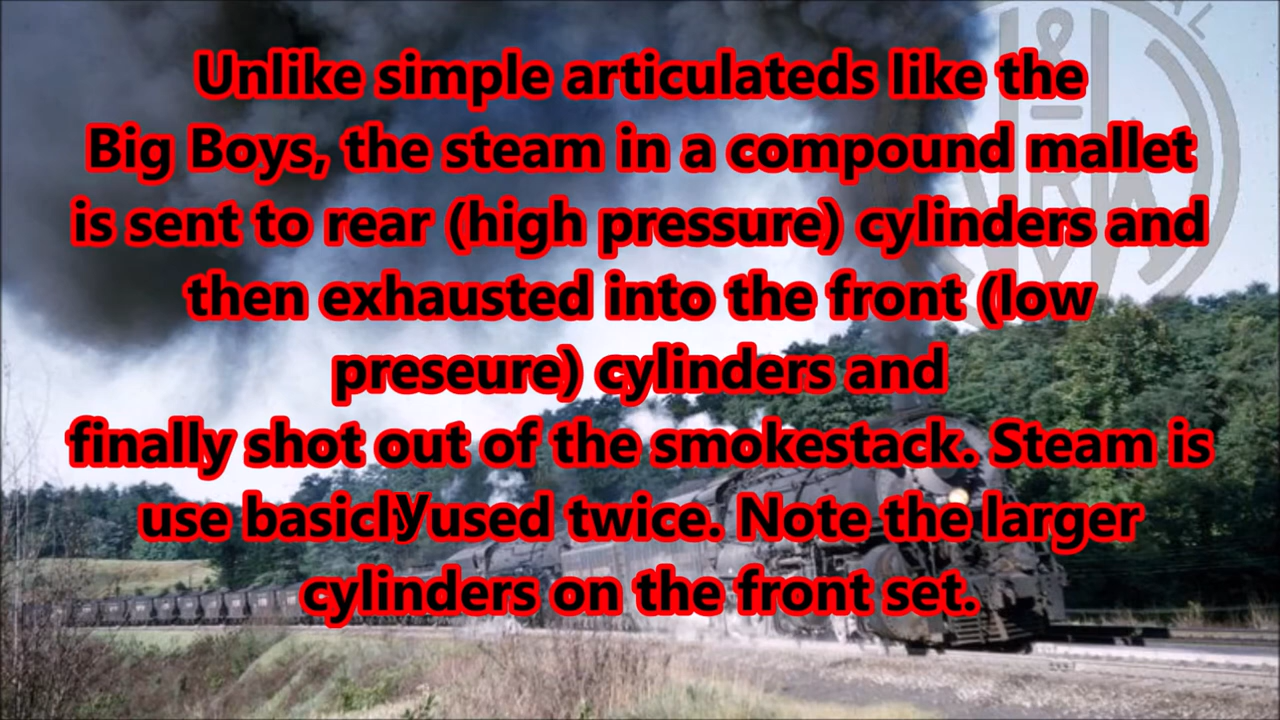 Unlike simple articulateds like the
Big Boys, the steam in a compound mallet
is sent to rear (high pressure) cylinders and
then exhausted into the front (low
preseure) cylinders and
finally shot out of the smokestack. Steam is
use basicly used twice. Note the larger
cylinders on the front set.